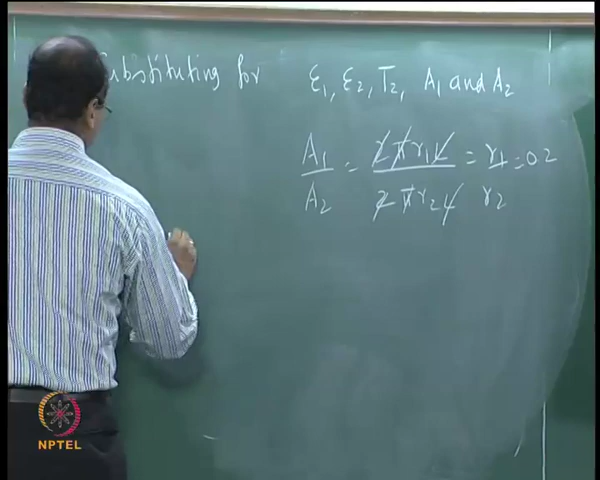 Substituting for ε1, ε2, T2, A1 and A2
A1/A2 = 2πr1L/2πr2L = r1/r2 = 0.2
NPTEL